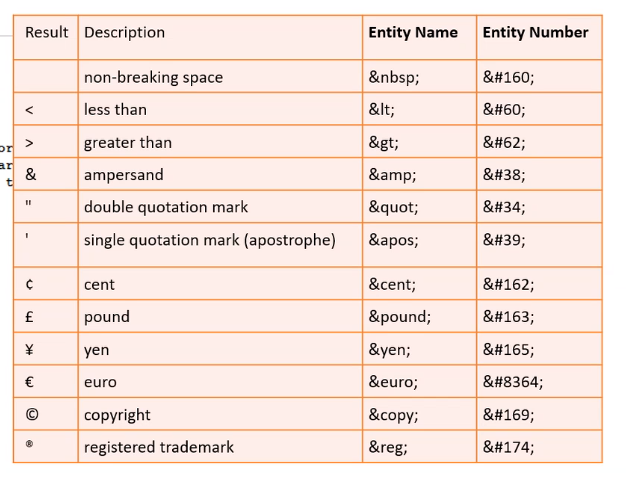 Result Description Entity Name Entity Number
non-breaking space &nbsp; &#160;
< less than &lt; &#60;
> greater than &gt; &#62;
& ampersand &amp; &#38;
" double quotation mark &quot; &#34;
' single quotation mark (apostrophe) &apos; &#39;
¢ cent &cent; &#162;
£ pound &pound; &#163;
¥ yen &yen; &#165;
€ euro &euro; &#8364;
© copyright &copy; &#169;
® registered trademark &reg; &#174;